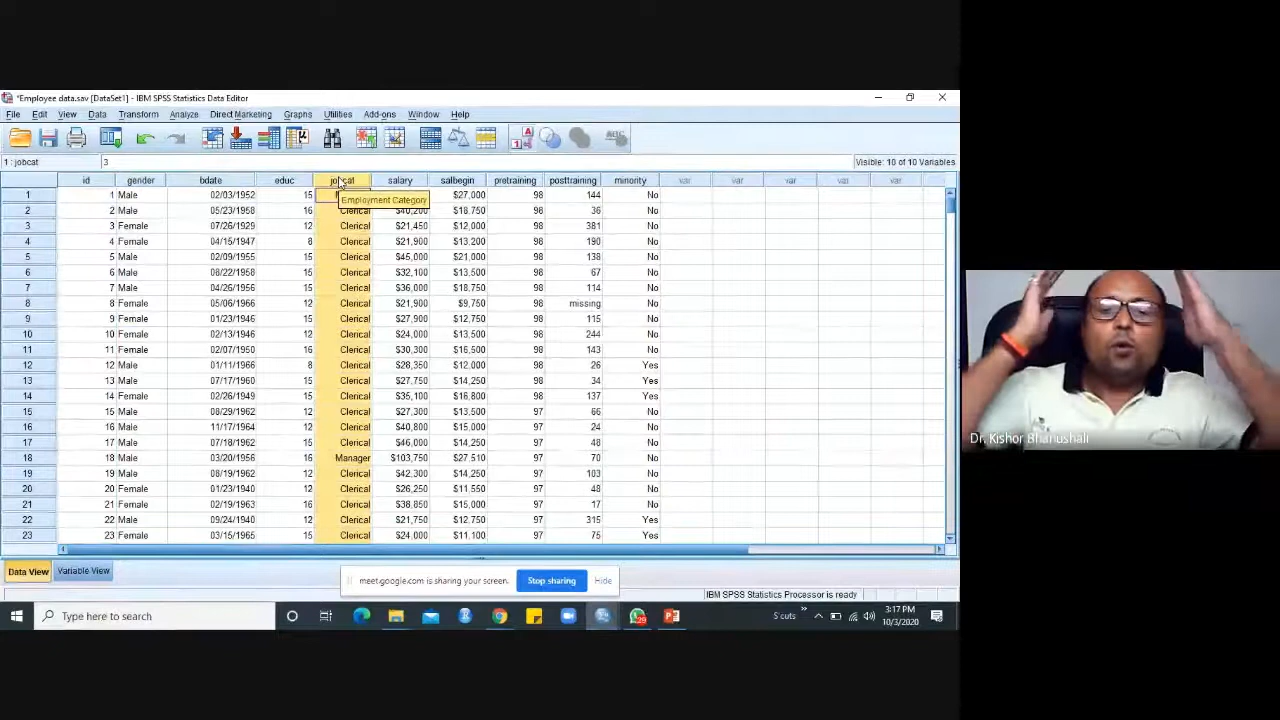 *Employee data.sav [DataSet1] - IBM SPSS Statistics Data Editor
File Edit View Data Transform Analyze Direct Marketing Graphs Utilities Add-ons Window Help
1 : jobcat 3 Visible: 10 of 10 Variables
id gender bdate educ jobcat salary salbegin pretraining posttraining minority var var var var var
1 1 Male 02/03/1952 15 $27,000 98 144 No
Employment Category
2 2 Male 05/23/1958 16 Clerical $40,200 $18,750 98 36 No
3 3 Female 07/26/1929 12 Clerical $21,450 $12,000 98 381 No
4 4 Female 04/15/1947 8 Clerical $21,900 $13,200 98 190 No
5 5 Male 02/09/1955 15 Clerical $45,000 $21,000 98 138 No
6 6 Male 08/22/1958 15 Clerical $32,100 $13,500 98 67 No
7 7 Male 04/26/1956 15 Clerical $36,000 $18,750 98 114 No
8 8 Female 05/06/1966 12 Clerical $21,900 $9,750 98 missing No
9 9 Female 01/23/1946 15 Clerical $27,900 $12,750 98 115 No
10 10 Female 02/13/1946 12 Clerical $24,000 $13,500 98 244 No
11 11 Female 02/07/1950 16 Clerical $30,300 $16,500 98 143 No
12 12 Male 01/11/1966 8 Clerical $28,350 $12,000 98 26 Yes
13 13 Male 07/17/1960 15 Clerical $27,750 $14,250 98 34 Yes
14 14 Female 02/26/1949 15 Clerical $35,100 $16,800 98 137 Yes
15 15 Male 08/29/1962 12 Clerical $27,300 $13,500 97 66 No
16 16 Male 11/17/1964 12 Clerical $40,800 $15,000 97 24 No
17 17 Male 07/18/1962 15 Clerical $46,000 $14,250 97 48 No
18 18 Male 03/20/1956 16 Manager $103,750 $27,510 97 70 No
19 19 Male 08/19/1962 12 Clerical $42,300 $14,250 97 103 No
20 20 Female 01/23/1940 12 Clerical $26,250 $11,550 97 48 No
21 21 Female 02/19/1963 16 Clerical $38,850 $15,000 97 17 No
22 22 Male 09/24/1940 12 Clerical $21,750 $12,750 97 315 Yes
23 23 Female 03/15/1965 15 Clerical $24,000 $11,100 97 75 Yes
Data View Variable View
meet.google.com is sharing your screen. Stop sharing Hide
IBM SPSS Statistics Processor is ready
Type here to search 29 3:17 PM
10/3/2020
Dr. Kishor Bhanushali